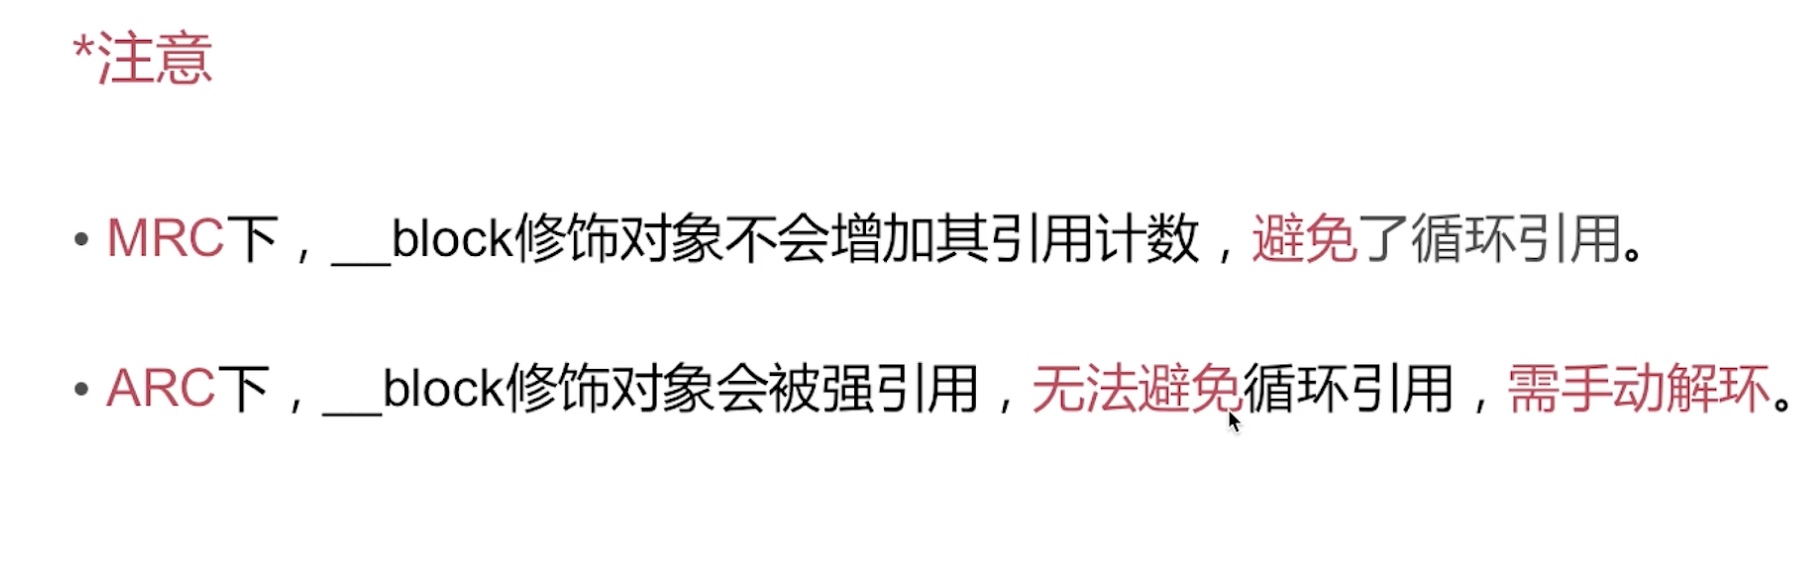 *注意
• MRC下，__block修饰对象不会增加其引用计数，避免了循环引用。
• ARC下，__block修饰对象会被强引用，无法避免循环引用，需手动解环。